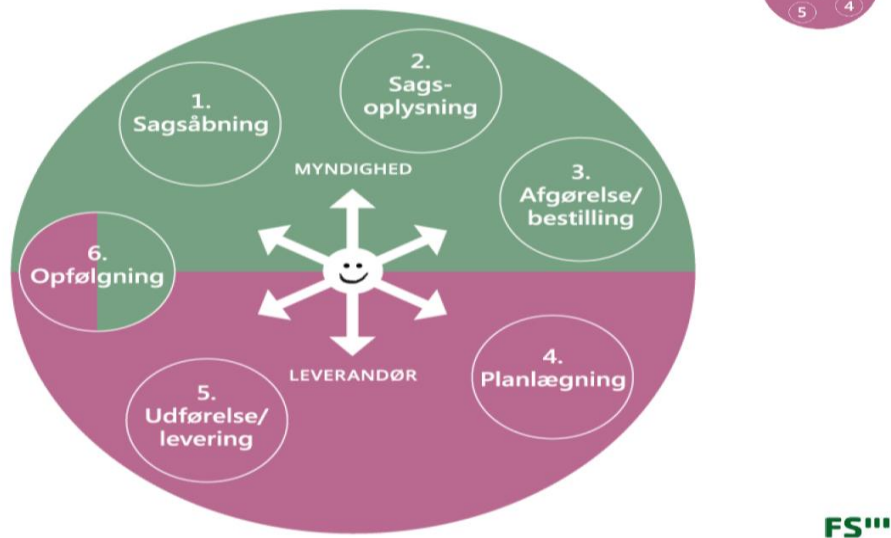 5
4
1.
Sagsåbning
2.
Sags-
oplysning
3.
Afgørelse/
bestilling
MYNDIGHED
6.
Opfølgning
LEVERANDØR
4.
Planlægning
5.
Udførelse/
levering
FS